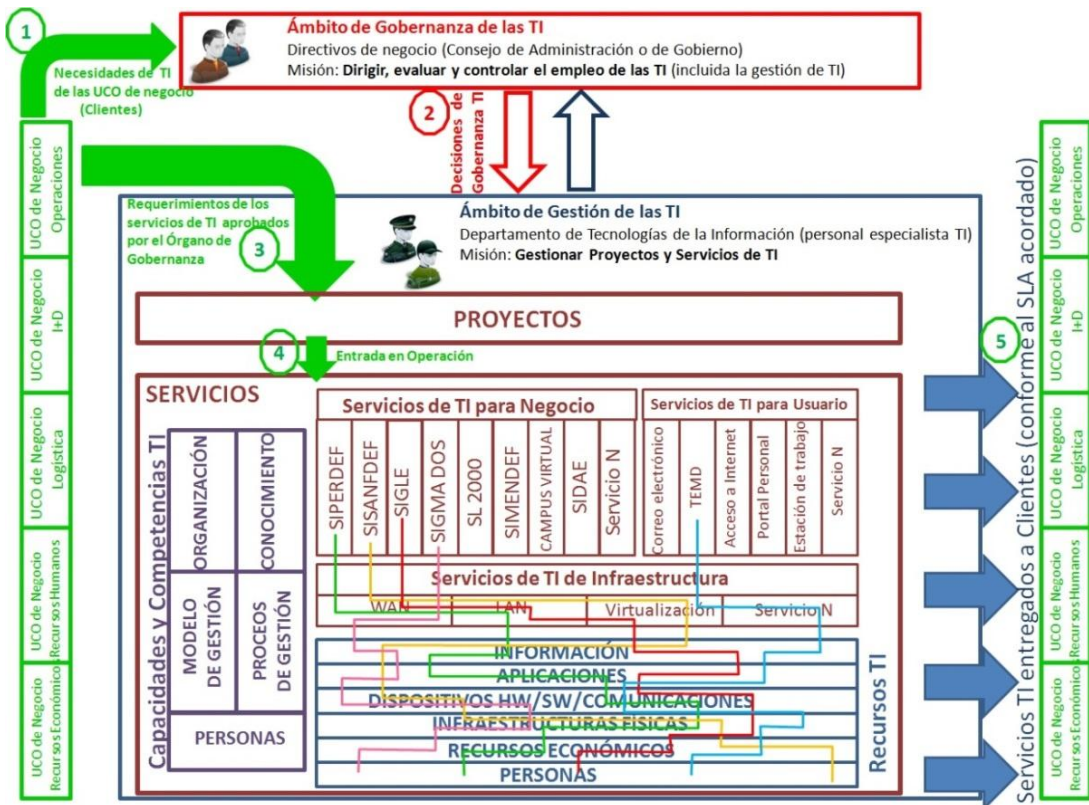 1
Ámbito de Gobernanza de las TI
Directivos de negocio (Consejo de Administración o de Gobierno)
Misión: Dirigir, evaluar y controlar el empleo de las TI (incluida la gestión de TI)
Necesidades de TI
de las UCO de negocio
(Clientes)
2
Decisiones de
Gobernanza TI
UCO de Negocio
Operaciones
UCO de Negocio
I+D
UCO de Negocio
Logística
UCO de Negocio
Recursos Humanos
UCO de Negocio
Recursos Económicos
Requerimientos de los
servicios de TI aprobados
por el Órgano de
Gobernanza
3
Ámbito de Gestión de las TI
Departamento de Tecnologías de la Información (personal especialista TI)
Misión: Gestionar Proyectos y Servicios de TI
PROYECTOS
4
Entrada en Operación
SERVICIOS
Capacidades y Competencias TI
ORGANIZACIÓN
CONOCIMIENTO
MODELO
DE GESTIÓN
PROCEOS
DE GESTIÓN
PERSONAS
Servicios de TI para Negocio
SIPERDEF
SISANFDEF
SIGLE
SIGMA DOS
SL 2000
SIMENDEF
CAMPUS VIRTUAL
SIDAE
Servicio N
Servicios de TI para Usuario
Correo electrónico
TEMD
Acceso a Internet
Portal Personal
Estación de trabajo
Servicio N
Servicios de TI de Infraestructura
WAN
LAN
Virtualización
Servicio N
INFORMACIÓN
APLICACIONES
DISPOSITIVOS HW/SW/COMUNICACIONES
INFRAESTRUCTURAS FÍSICAS
RECURSOS ECONÓMICOS
PERSONAS
Recursos TI
5
Servicios TI entregados a Clientes (conforme al SLA acordado)
UCO de Negocio
Operaciones
UCO de Negocio
I+D
UCO de Negocio
Logística
UCO de Negocio
Recursos Humanos
UCO de Negocio
Recursos Económicos